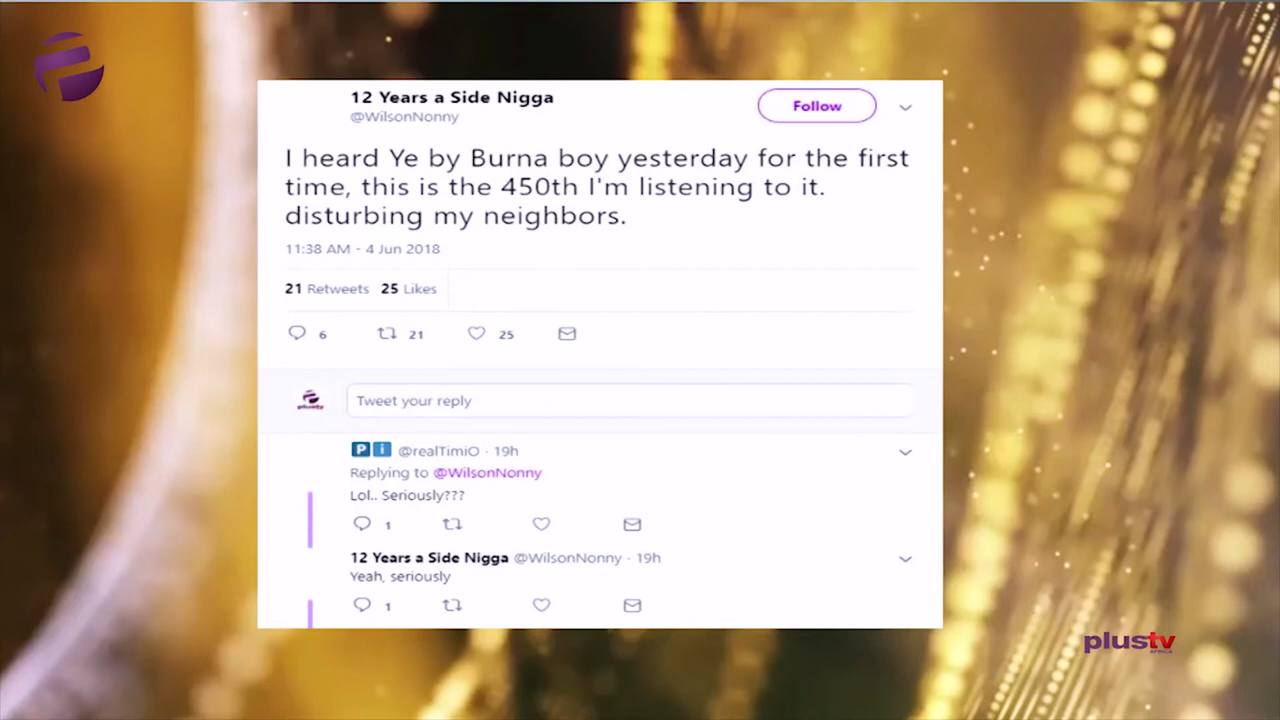 12 Years a Side Nigga
@WilsonNonny
Follow
I heard Ye by Burna boy yesterday for the first
time, this is the 450th I'm listening to it.
disturbing my neighbors.
11:38 AM - 4 Jun 2018
21 Retweets 25 Likes
6 21 25
plustv
Tweet your reply
P i @realTimiO · 19h
Replying to @WilsonNonny
Lol.. Seriously???
1
12 Years a Side Nigga @WilsonNonny · 19h
Yeah, seriously
1
plustv
AFRICA